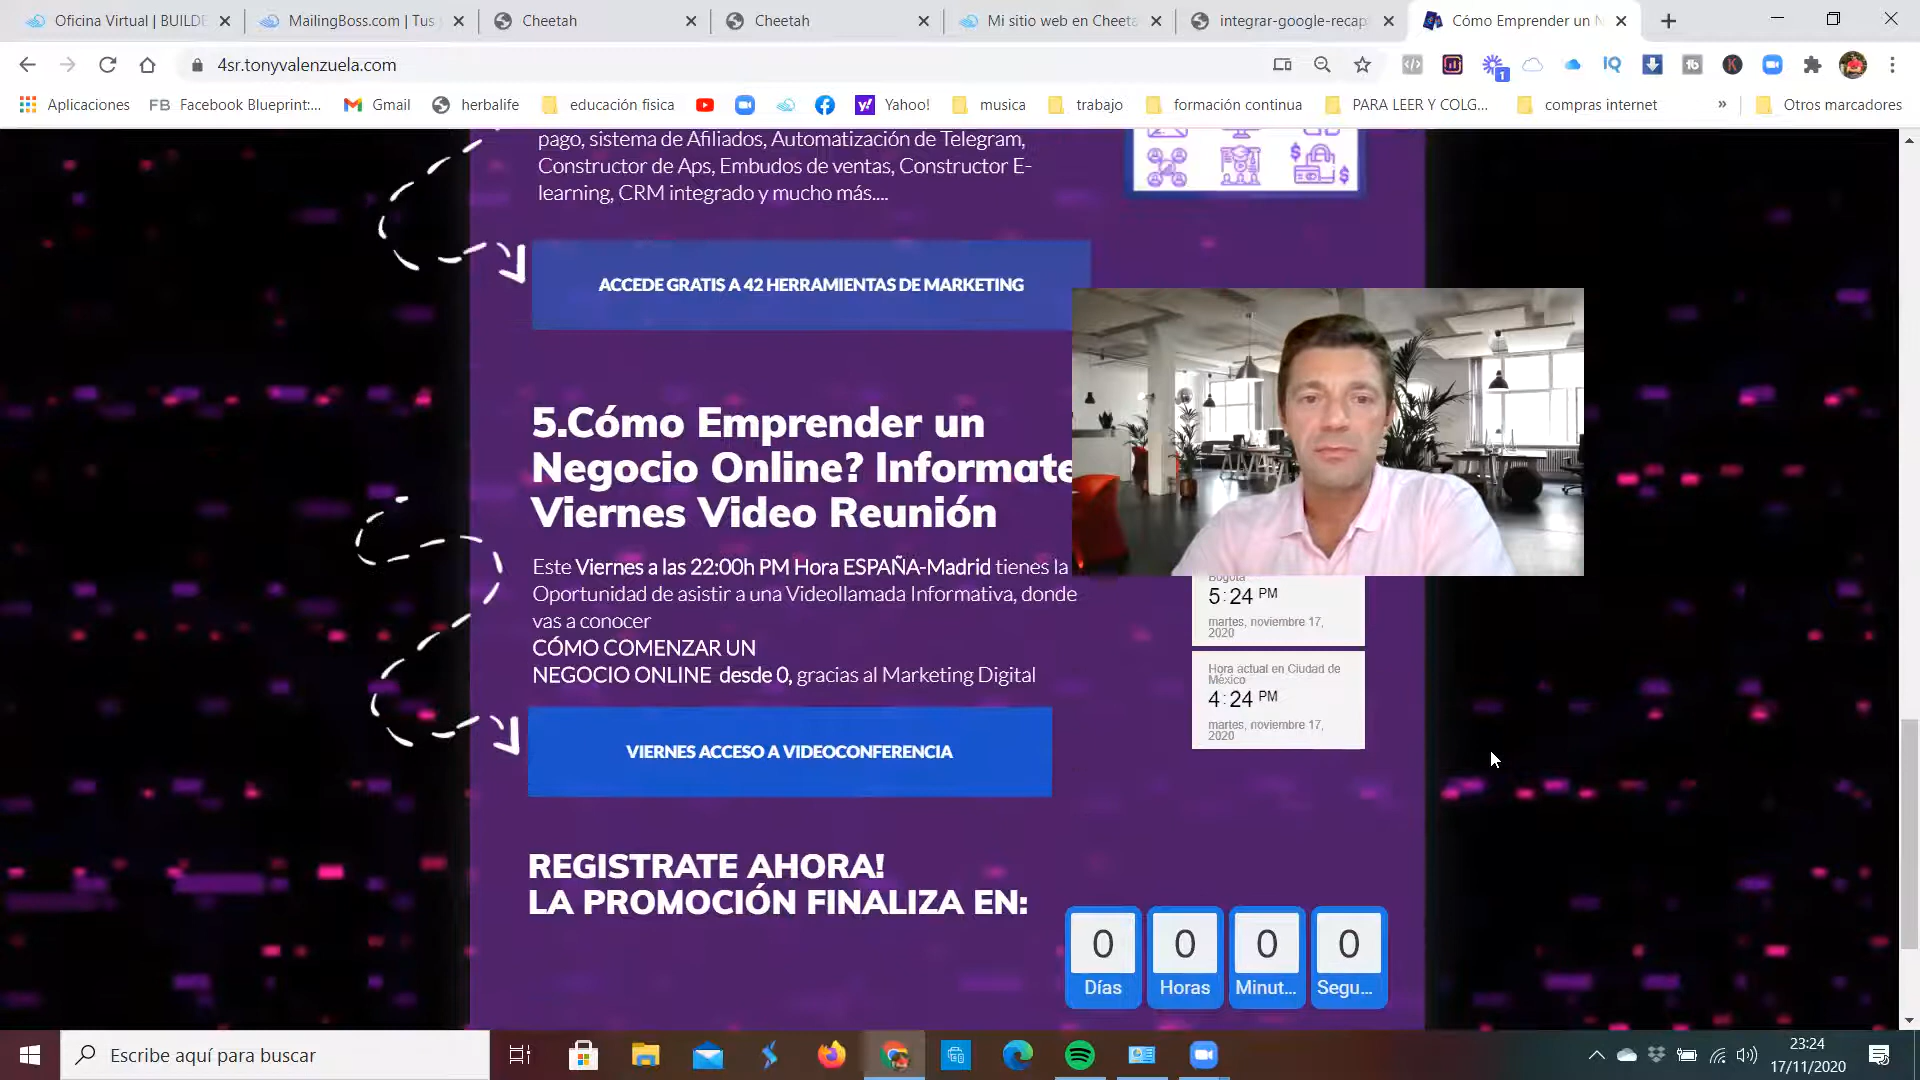 Oficina Virtual | BUILDE
MailingBoss.com | Tus
Cheetah
Cheetah
Mi sitio web en Cheeta
integrar-google-recap
Cómo Emprender un N
4sr.tonyvalenzuela.com
Aplicaciones
FB Facebook Blueprint:...
Gmail
herbalife
educación fisica
Yahoo!
musica
trabajo
formación continua
PARA LEER Y COLG...
compras internet
»
Otros marcadores
pago, sistema de Afiliados, Automatización de Telegram,
Constructor de Aps, Embudos de ventas, Constructor E-
learning, CRM integrado y mucho más....
ACCEDE GRATIS A 42 HERRAMIENTAS DE MARKETING
5.Cómo Emprender un
Negocio Online? Informate
Viernes Video Reunión
Este Viernes a las 22:00h PM Hora ESPAÑA-Madrid tienes la
Oportunidad de asistir a una Videollamada Informativa, donde
vas a conocer
CÓMO COMENZAR UN
NEGOCIO ONLINE desde 0, gracias al Marketing Digital
VIERNES ACCESO A VIDEOCONFERENCIA
Bogotá
5:24 PM
martes, noviembre 17,
2020
Hora actual en Ciudad de
México
4:24 PM
martes, noviembre 17,
2020
REGISTRATE AHORA!
LA PROMOCIÓN FINALIZA EN:
0 0 0 0
Días Horas Minut... Segu...
Escribe aquí para buscar
23:24
17/11/2020